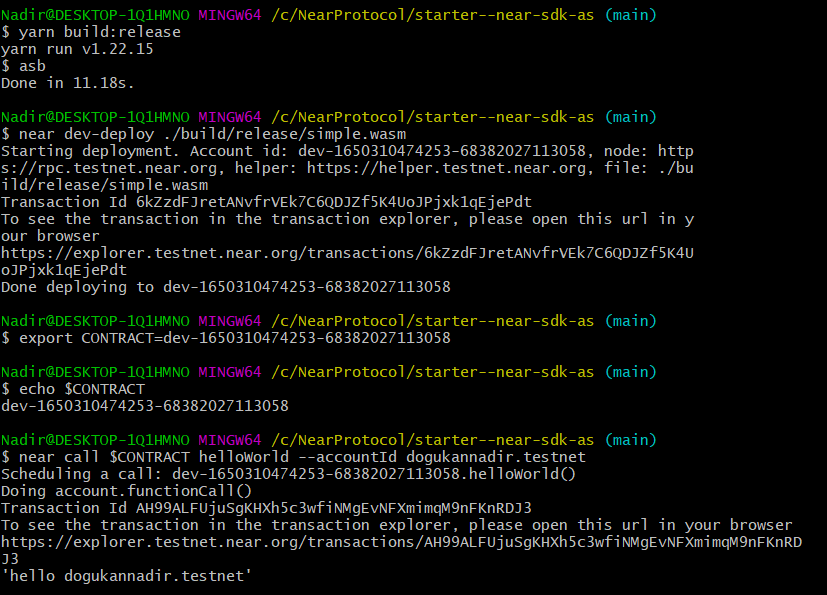 Nadir@DESKTOP-1Q1HMNO MINGW64 /c/NearProtocol/starter--near-sdk-as (main)
$ yarn build:release
yarn run v1.22.15
$ asb
Done in 11.18s.
Nadir@DESKTOP-1Q1HMNO MINGW64 /c/NearProtocol/starter--near-sdk-as (main)
$ near dev-deploy ./build/release/simple.wasm
Starting deployment. Account id: dev-1650310474253-68382027113058, node: http
s://rpc.testnet.near.org, helper: https://helper.testnet.near.org, file: ./bu
ild/release/simple.wasm
Transaction Id 6kZzdFJretANvfrVEk7C6QDJZf5K4UoJPjxk1qEjePdt
To see the transaction in the transaction explorer, please open this url in y
our browser
https://explorer.testnet.near.org/transactions/6kZzdFJretANvfrVEk7C6QDJZf5K4U
oJPjxk1qEjePdt
Done deploying to dev-1650310474253-68382027113058
Nadir@DESKTOP-1Q1HMNO MINGW64 /c/NearProtocol/starter--near-sdk-as (main)
$ export CONTRACT=dev-1650310474253-68382027113058
Nadir@DESKTOP-1Q1HMNO MINGW64 /c/NearProtocol/starter--near-sdk-as (main)
$ echo $CONTRACT
dev-1650310474253-68382027113058
Nadir@DESKTOP-1Q1HMNO MINGW64 /c/NearProtocol/starter--near-sdk-as (main)
$ near call $CONTRACT helloWorld --accountId dogukannadir.testnet
Scheduling a call: dev-1650310474253-68382027113058.helloWorld()
Doing account.functionCall()
Transaction Id AH99ALFUjuSgKHXh5c3wfiNMgEvNFXmimqM9nFKnRDJ3
To see the transaction in the transaction explorer, please open this url in your browser
https://explorer.testnet.near.org/transactions/AH99ALFUjuSgKHXh5c3wfiNMgEvNFXmimqM9nFKnRD
J3
'hello dogukannadir.testnet'